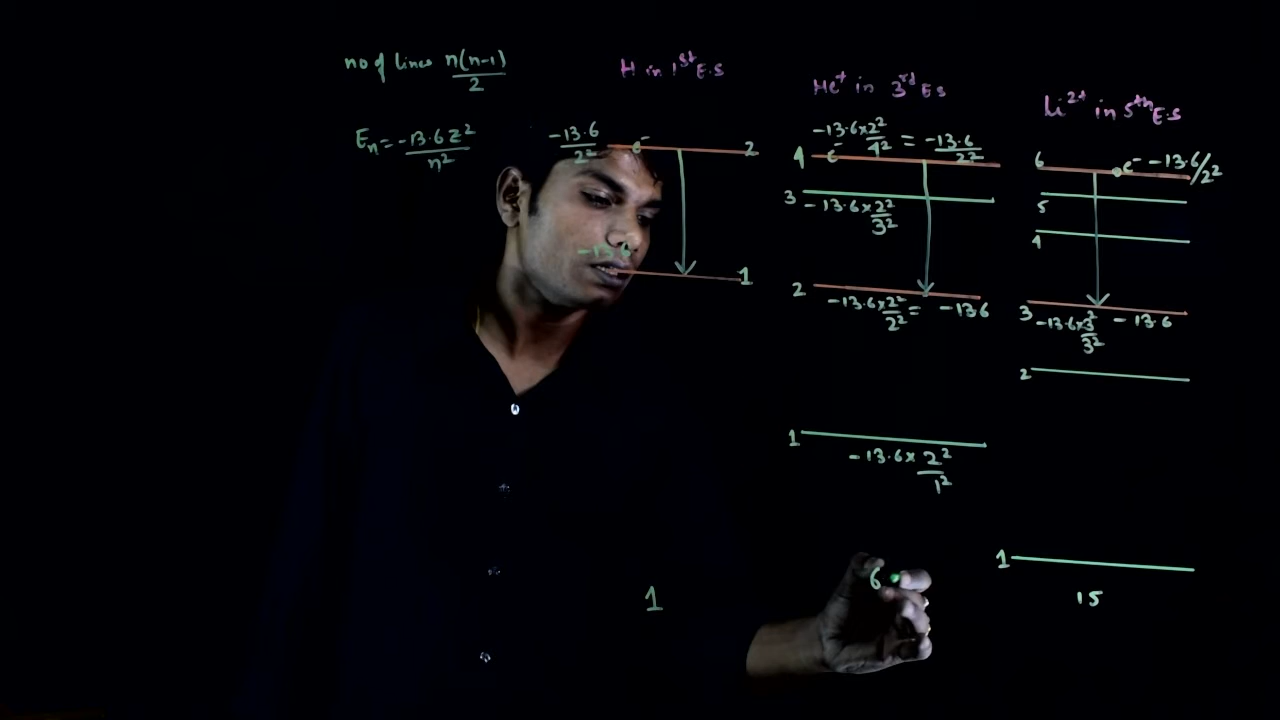 no of lines n(n-1)/2
En = -13.6 Z²/n²
H in 1st E.S
-13.6/2² e⁻ 2
1
1
He⁺ in 3rd E.s
-13.6×2²/4² = -13.6/2²
4 e⁻
3 -13.6×2²/3²
2
-13.6×2²/2² = -13.6
1
-13.6×2²/1²
6
Li²⁺ in 5th E.S
6 e⁻ -13.6/2²
5
4
3 -13.6×3²/3² -13.6
2
1
15